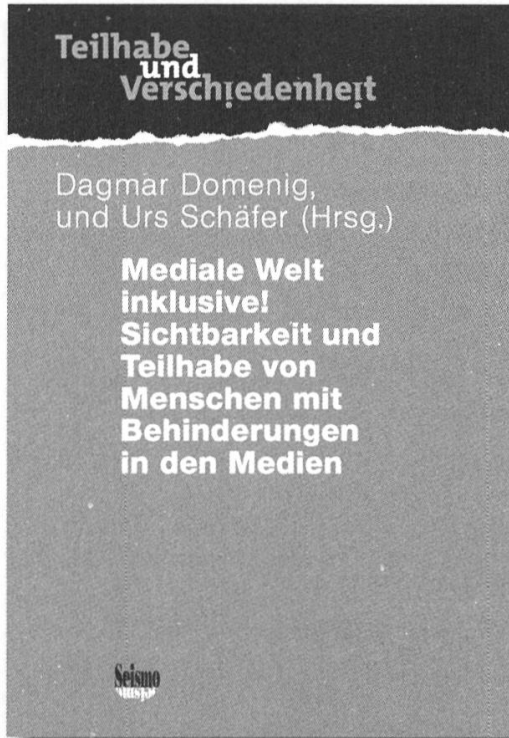 Teilhabe
und
Verschiedenheit
Dagmar Domenig,
und Urs Schäfer (Hrsg.)
Mediale Welt
inklusive!
Sichtbarkeit und
Teilhabe von
Menschen mit
Behinderungen
in den Medien
Seismo